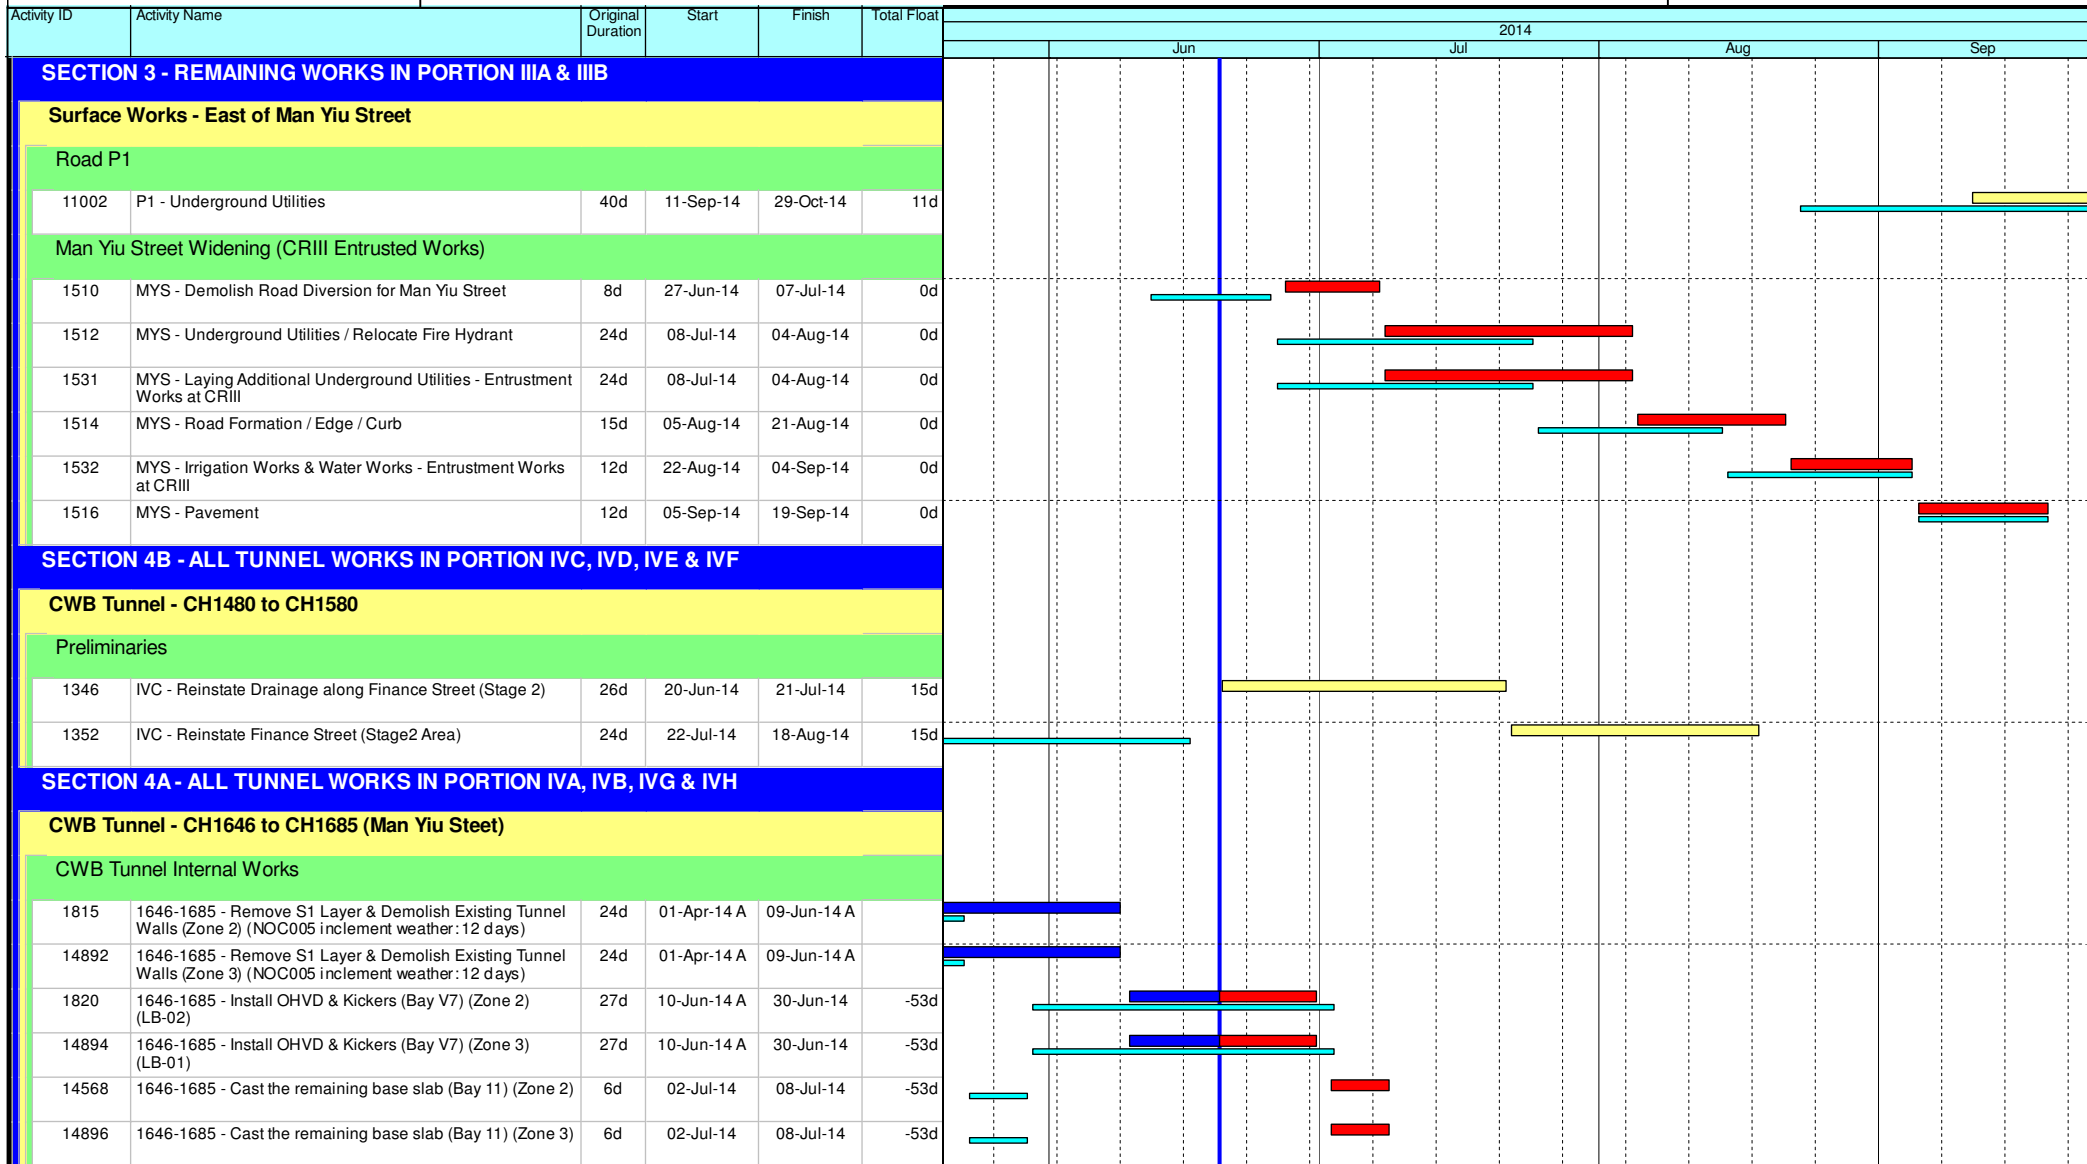 Activity ID Activity Name Original Start Finish Total Float
Duration
2014
Jun Jul Aug Sep
SECTION 3 - REMAINING WORKS IN PORTION IIIA & IIIB
Surface Works - East of Man Yiu Street
Road P1
11002 P1 - Underground Utilities 40d 11-Sep-14 29-Oct-14 11d
Man Yiu Street Widening (CRIII Entrusted Works)
1510 MYS - Demolish Road Diversion for Man Yiu Street 8d 27-Jun-14 07-Jul-14 0d
1512 MYS - Underground Utilities / Relocate Fire Hydrant 24d 08-Jul-14 04-Aug-14 0d
1531 MYS - Laying Additional Underground Utilities - Entrustment 24d 08-Jul-14 04-Aug-14 0d
Works at CRIII
1514 MYS - Road Formation / Edge / Curb 15d 05-Aug-14 21-Aug-14 0d
1532 MYS - Irrigation Works & Water Works - Entrustment Works 12d 22-Aug-14 04-Sep-14 0d
at CRIII
1516 MYS - Pavement 12d 05-Sep-14 19-Sep-14 0d
SECTION 4B - ALL TUNNEL WORKS IN PORTION IVC, IVD, IVE & IVF
CWB Tunnel - CH1480 to CH1580
Preliminaries
1346 IVC - Reinstate Drainage along Finance Street (Stage 2) 26d 20-Jun-14 21-Jul-14 15d
1352 IVC - Reinstate Finance Street (Stage2 Area) 24d 22-Jul-14 18-Aug-14 15d
SECTION 4A - ALL TUNNEL WORKS IN PORTION IVA, IVB, IVG & IVH
CWB Tunnel - CH1646 to CH1685 (Man Yiu Steet)
CWB Tunnel Internal Works
1815 1646-1685 - Remove S1 Layer & Demolish Existing Tunnel 24d 01-Apr-14 A 09-Jun-14 A
Walls (Zone 2) (NOC005 inclement weather: 12 days)
14892 1646-1685 - Remove S1 Layer & Demolish Existing Tunnel 24d 01-Apr-14 A 09-Jun-14 A
Walls (Zone 3) (NOC005 inclement weather: 12 days)
1820 1646-1685 - Install OHVD & Kickers (Bay V7) (Zone 2) 27d 10-Jun-14 A 30-Jun-14 -53d
(LB-02)
14894 1646-1685 - Install OHVD & Kickers (Bay V7) (Zone 3) 27d 10-Jun-14 A 30-Jun-14 -53d
(LB-01)
14568 1646-1685 - Cast the remaining base slab (Bay 11) (Zone 2) 6d 02-Jul-14 08-Jul-14 -53d
14896 1646-1685 - Cast the remaining base slab (Bay 11) (Zone 3) 6d 02-Jul-14 08-Jul-14 -53d